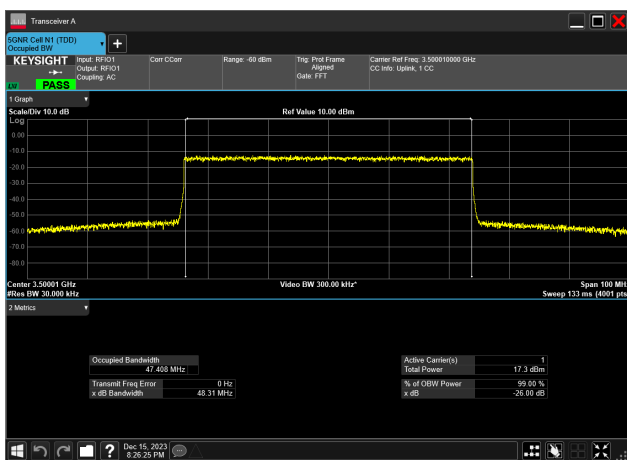 Transceiver A
5GNR Cell N1 (TDD)
Occupied BW
KEYSIGHT
Input: RFIO1
Output: RFIO1
Coupling: AC
Corr CCorr
Range: -60 dBm
Trig: Prot Frame
Aligned
Gate: FFT
Carrier Ref Freq: 3.500010000 GHz
CC Info: Uplink, 1 CC
PASS
1 Graph
Scale/Div 10.0 dB
Ref Value 10.00 dBm
Log
0.00
-10.0
-20.0
-30.0
-40.0
-50.0
-60.0
-70.0
-80.0
Center 3.50001 GHz
Video BW 300.00 kHz*
Span 100 MH
#Res BW 30.000 kHz
Sweep 133 ms (4001 pts
2 Metrics
Occupied Bandwidth
47.408 MHz
Active Carrier(s) 1
Total Power 17.3 dBm
Transmit Freq Error 0 Hz
x dB Bandwidth 48.31 MHz
% of OBW Power 99.00 %
x dB -26.00 dB
Dec 15, 2023
8:26:25 PM